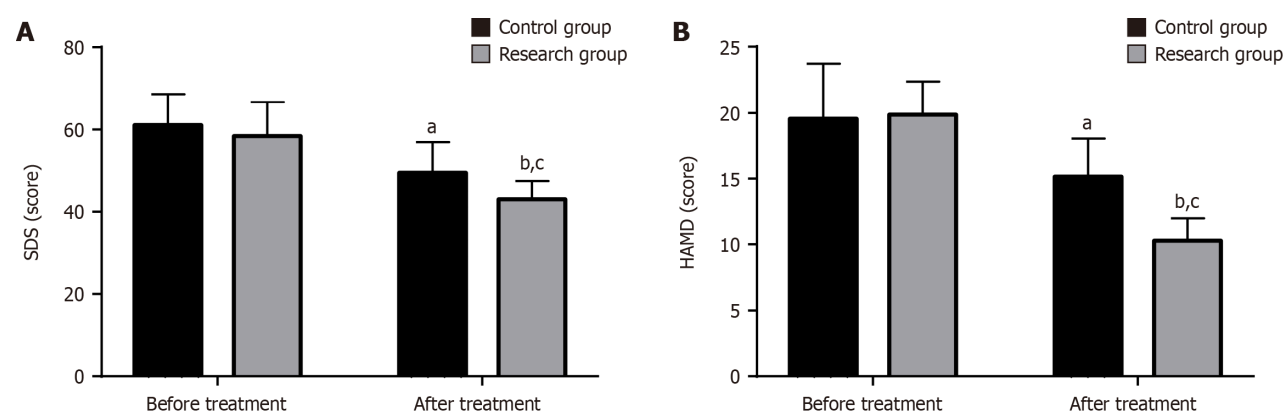 A
Control group
Research group
80
60
40
20
0
SDS (score)
a
b,c
Before treatment
After treatment
B
Control group
Research group
25
20
15
10
5
0
HAMD (score)
a
b,c
Before treatment
After treatment